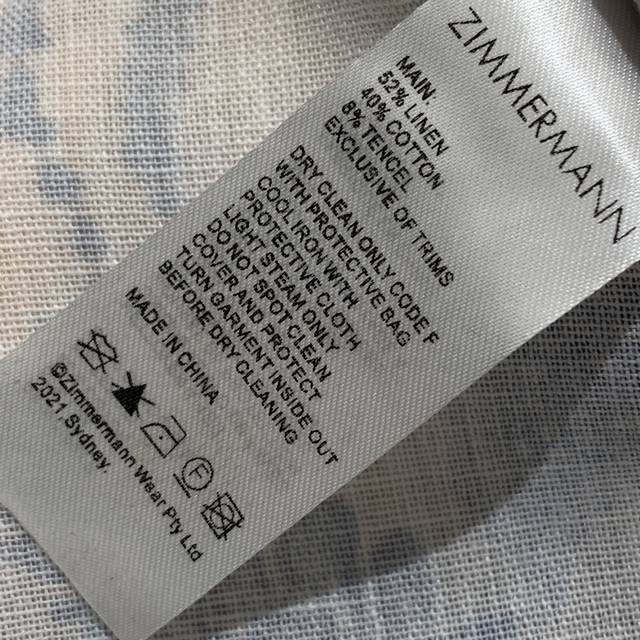 ZIMMERMANN
MAIN:
52% LINEN
40% COTTON
8% TENCEL
EXCLUSIVE OF TRIMS
DRY CLEAN ONLY CODE F
WITH PROTECTIVE BAG
COOL IRON WITH
PROTECTIVE CLOTH
LIGHT STEAM ONLY
DO NOT SPOT CLEAN
COVER AND PROTECT
TURN GARMENT INSIDE OUT
BEFORE DRY CLEANING
MADE IN CHINA
F
©Zimmermann Wear Pty Ltd
2021.Sydney.